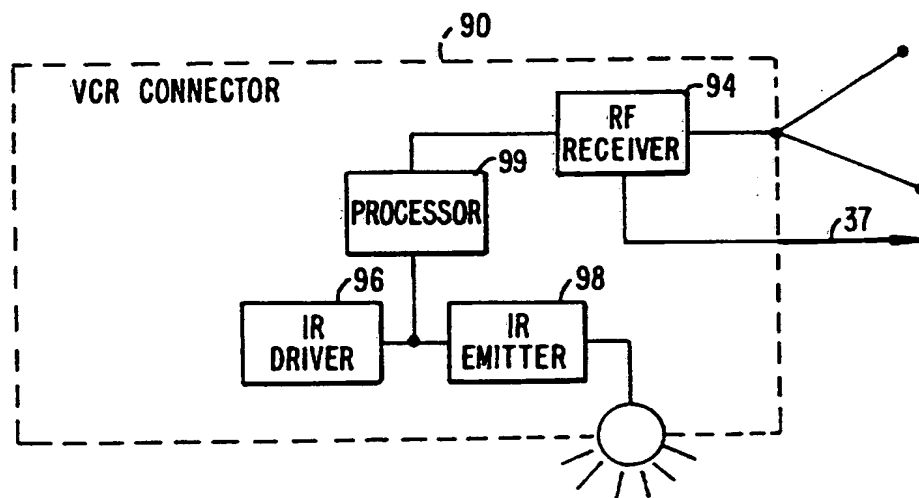 90
VCR CONNECTOR
94
RF
RECEIVER
99
PROCESSOR
37
96
IR
DRIVER
98
IR
EMITTER